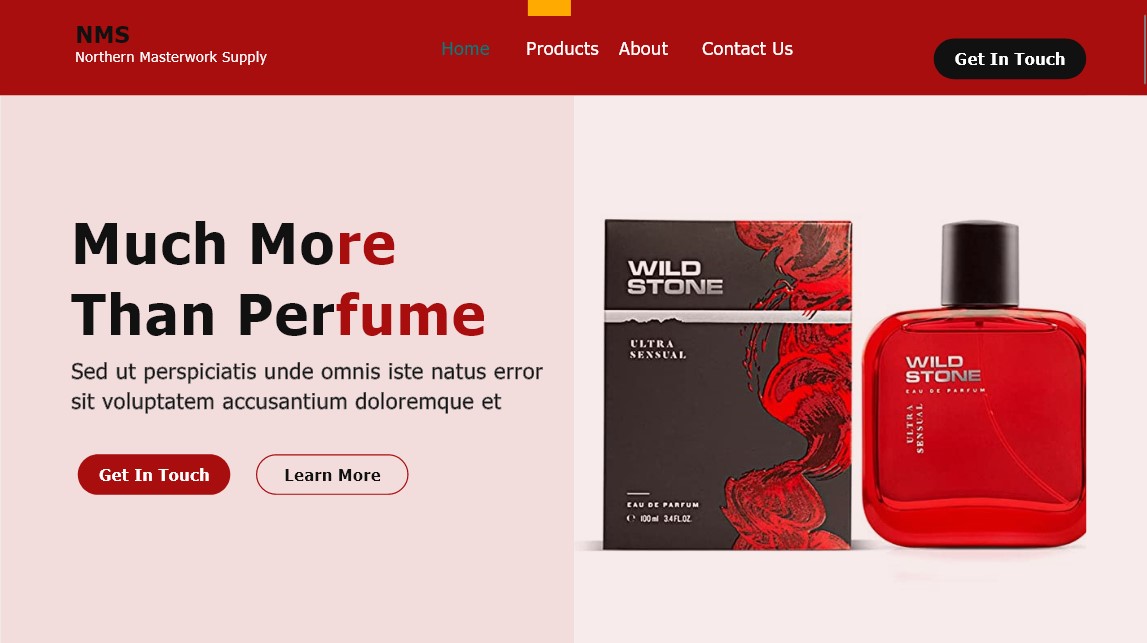 NMS
Northern Masterwork Supply
Home Products About Contact Us
Get In Touch
Much More
Than Perfume
Sed ut perspiciatis unde omnis iste natus error
sit voluptatem accusantium doloremque et
Get In Touch Learn More
WILD
STONE
ULTRA
SENSUAL
EAU DE PARFUM
100 ml 3.4 FL.OZ.
WILD
STONE
EAU DE PARFUM
ULTRA
SENSUAL